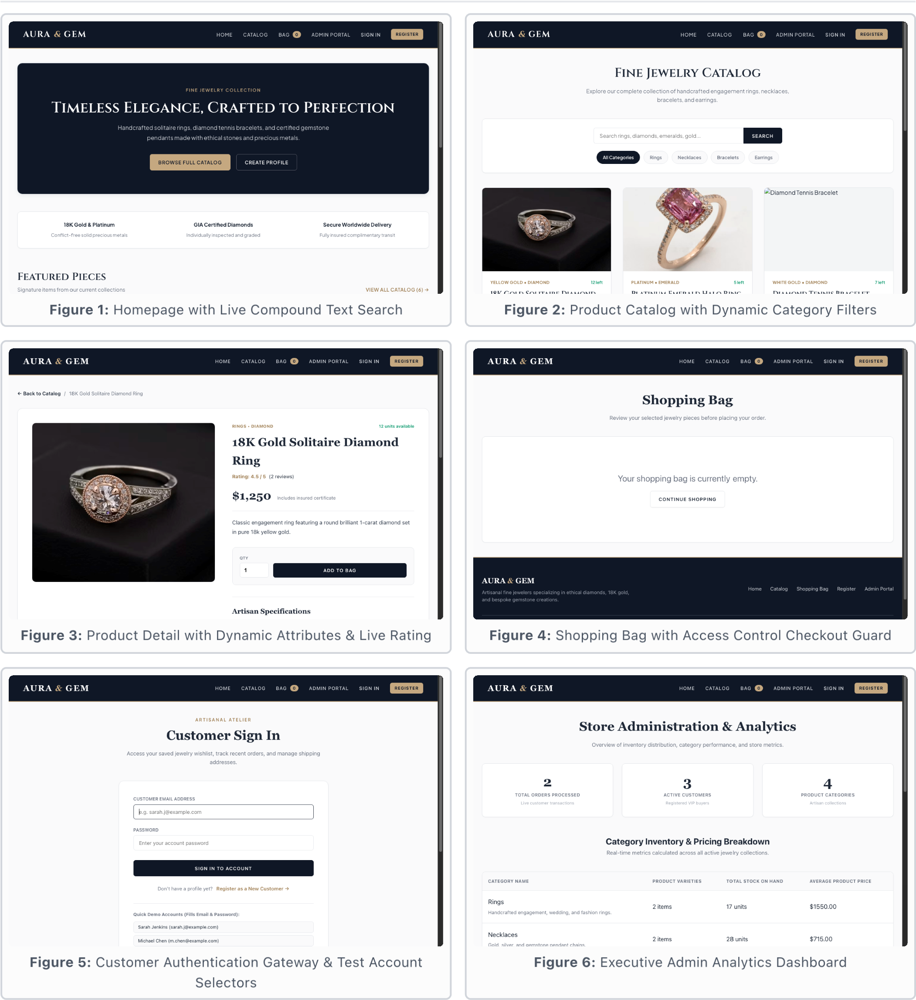 AURA & GEM
HOME CATALOG BAG 0 ADMIN PORTAL SIGN IN REGISTER
FINE JEWELRY COLLECTION
TIMELESS ELEGANCE, CRAFTED TO PERFECTION
Handcrafted solitaire rings, diamond tennis bracelets, and certified gemstone
pendants made with ethical stones and precious metals.
BROWSE FULL CATALOG CREATE PROFILE
18K Gold & Platinum
Conflict-free solid precious metals
GIA Certified Diamonds
Individually inspected and graded
Secure Worldwide Delivery
Fully insured complimentary transit
FEATURED PIECES
Signature items from our current collections
VIEW ALL CATALOG (6) →
Figure 1: Homepage with Live Compound Text Search
AURA & GEM
HOME CATALOG BAG 0 ADMIN PORTAL SIGN IN REGISTER
FINE JEWELRY CATALOG
Explore our complete collection of handcrafted engagement rings, necklaces,
bracelets, and earrings.
Search rings, diamonds, emeralds, gold... SEARCH
All Categories Rings Necklaces Bracelets Earrings
Diamond Tennis Bracelet
YELLOW GOLD • DIAMOND 12 left
18K GOLD SOLITAIRE DIAMOND
PLATINUM • EMERALD 5 left
PLATINUM EMERALD HALO RING
WHITE GOLD • DIAMOND 7 left
DIAMOND TENNIS BRACELET
Figure 2: Product Catalog with Dynamic Category Filters
AURA & GEM
HOME CATALOG BAG 0 ADMIN PORTAL SIGN IN REGISTER
← Back to Catalog / 18K Gold Solitaire Diamond Ring
RINGS • DIAMOND 12 units available
18K Gold Solitaire Diamond
Ring
Rating: 4.5 / 5 (2 reviews)
$1,250 Includes insured certificate
Classic engagement ring featuring a round brilliant 1-carat diamond set
in pure 18k yellow gold.
QTY
1 ADD TO BAG
Artisan Specifications
Figure 3: Product Detail with Dynamic Attributes & Live Rating
AURA & GEM
HOME CATALOG BAG 0 ADMIN PORTAL SIGN IN REGISTER
Shopping Bag
Review your selected jewelry pieces before placing your order.
Your shopping bag is currently empty.
CONTINUE SHOPPING
AURA & GEM
Artisanal fine jewelers specializing in ethical diamonds, 18K gold,
and bespoke gemstone creations.
Home Catalog Shopping Bag Register Admin Portal
Figure 4: Shopping Bag with Access Control Checkout Guard
AURA & GEM
HOME CATALOG BAG 0 ADMIN PORTAL SIGN IN REGISTER
ARTISANAL ATELIER
Customer Sign In
Access your saved jewelry wishlist, track recent orders, and manage shipping
addresses.
CUSTOMER EMAIL ADDRESS
e.g. sarah.j@example.com
PASSWORD
Enter your account password
SIGN IN TO ACCOUNT
Don't have a profile yet? Register as a New Customer →
Quick Demo Accounts (Fills Email & Password):
Sarah Jenkins (sarah.j@example.com)
Michael Chen (m.chen@example.com)
Figure 5: Customer Authentication Gateway & Test Account
Selectors
AURA & GEM
HOME CATALOG BAG 0 ADMIN PORTAL SIGN IN REGISTER
Store Administration & Analytics
Overview of inventory distribution, category performance, and store metrics.
2
TOTAL ORDERS PROCESSED
Live customer transactions
3
ACTIVE CUSTOMERS
Registered VIP buyers
4
PRODUCT CATEGORIES
Artisan collections
Category Inventory & Pricing Breakdown
Real-time metrics calculated across all active jewelry collections.
CATEGORY NAME PRODUCT VARIETIES TOTAL STOCK ON HAND AVERAGE PRODUCT PRICE
Rings
Handcrafted engagement, wedding, and fashion rings.
2 items 17 units $1550.00
Necklaces
Gold, silver, and gemstone pendant chains.
2 items 28 units $715.00
Figure 6: Executive Admin Analytics Dashboard